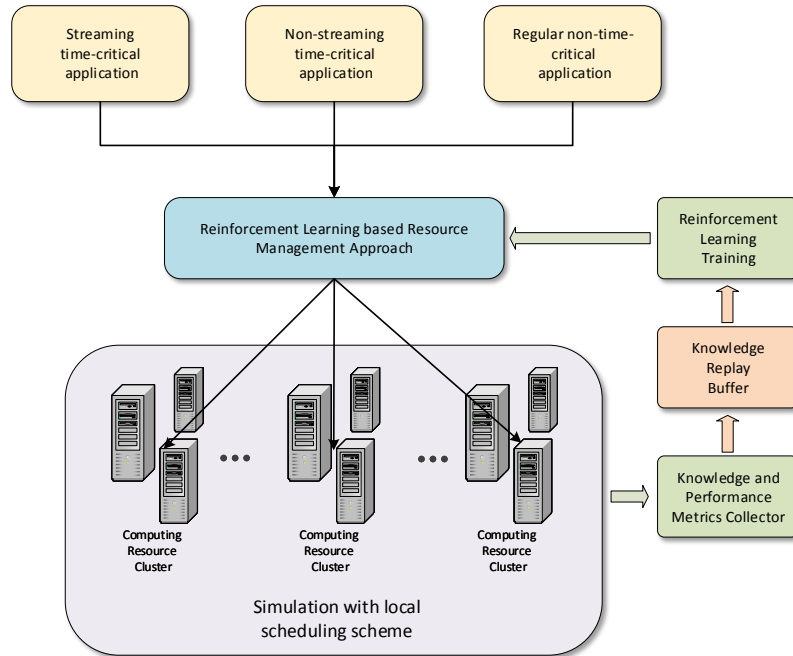 Streaming
time-critical
application
Non-streaming
time-critical
application
Regular non-time-
critical
application
Reinforcement Learning based Resource
Management Approach
Reinforcement
Learning
Training
Knowledge
Replay
Buffer
Knowledge and
Performance
Metrics Collector
Computing
Resource
Cluster
Computing
Resource
Cluster
Computing
Resource
Cluster
Simulation with local
scheduling scheme